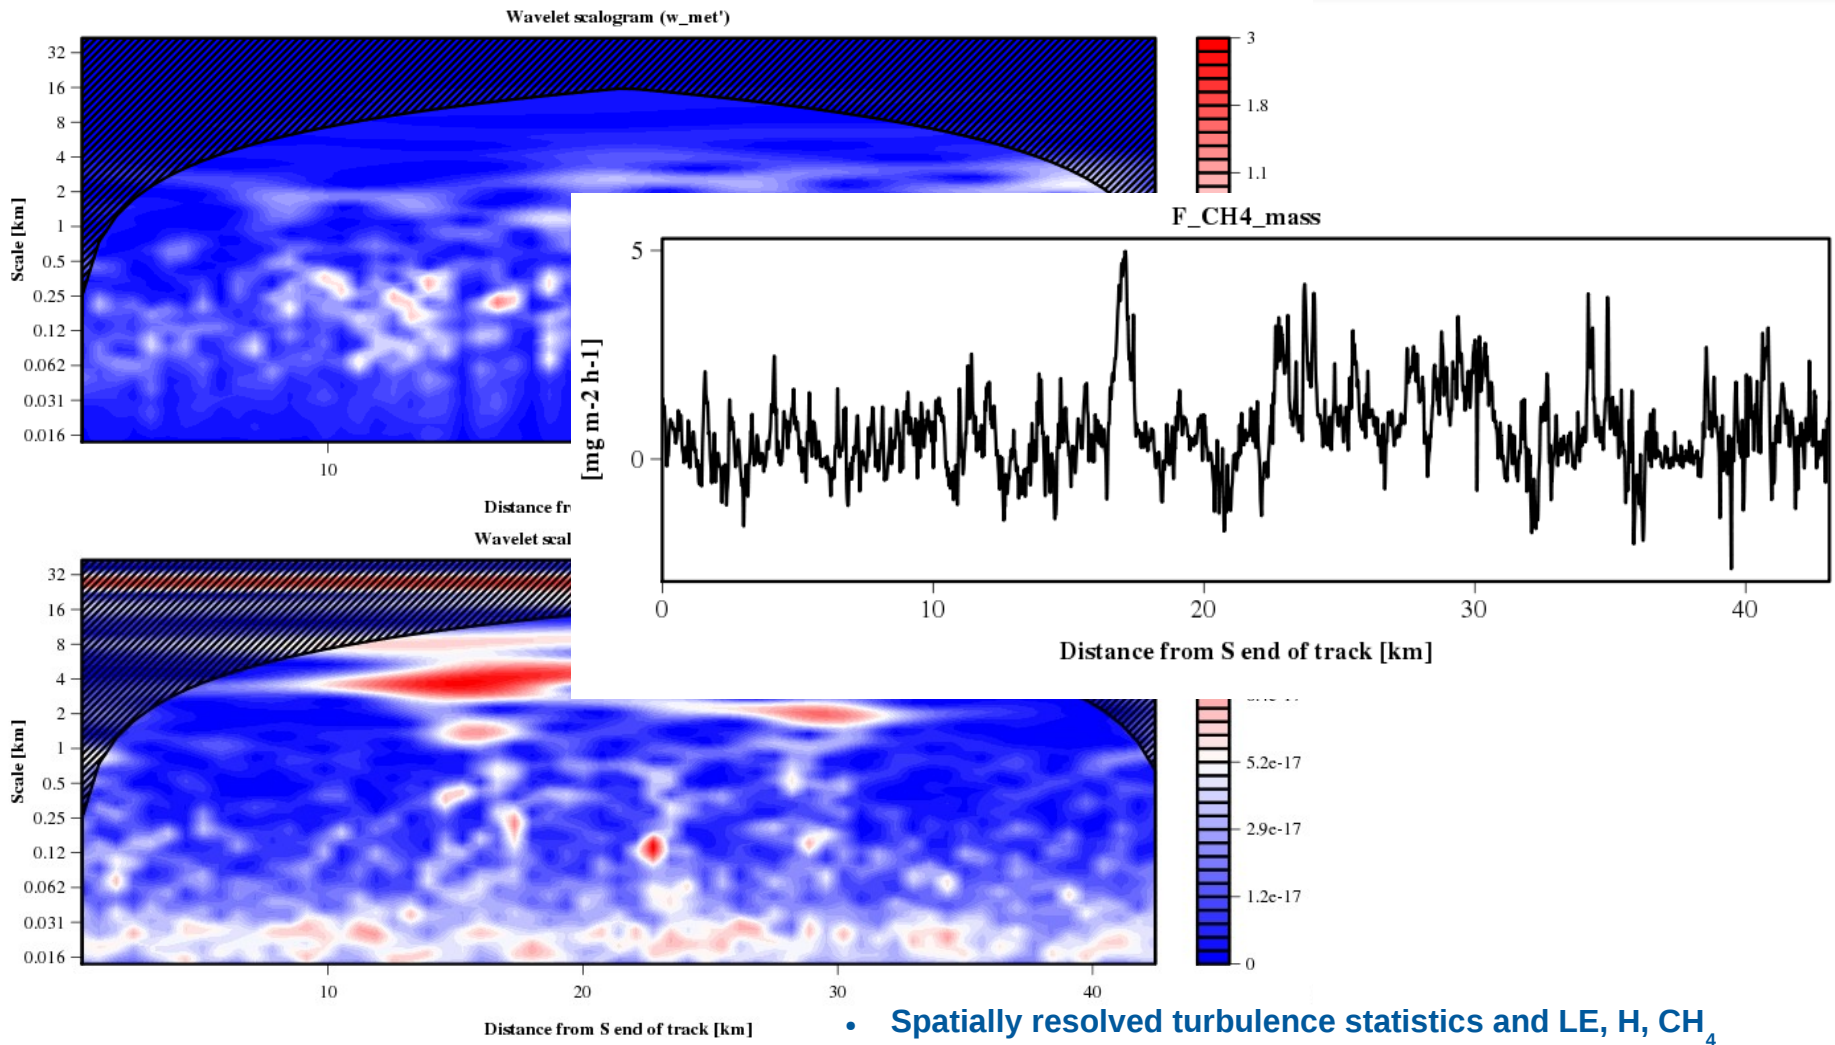 Wavelet scalogram (w_met')
32
16
8
4
2
1
0.5
0.25
0.12
0.062
0.031
0.016
Scale [km]
10
Distance fr
3
1.8
1.1
F_CH4_mass
5
0
[mg m-2 h-1]
0 10 20 30 40
Distance from S end of track [km]
Wavelet scal
32
16
8
4
2
1
0.5
0.25
0.12
0.062
0.031
0.016
Scale [km]
10 20 30 40
Distance from S end of track [km]
5.2e-17
2.9e-17
1.2e-17
0
• Spatially resolved turbulence statistics and LE, H, CH4